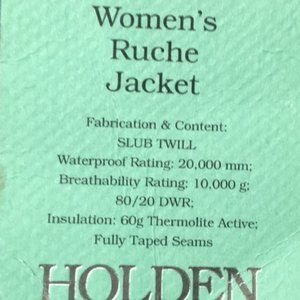 Women's
Ruche
Jacket
Fabrication & Content:
SLUB TWILL
Waterproof Rating: 20,000 mm;
Breathability Rating: 10,000 g;
80/20 DWR;
Insulation: 60g Thermolite Active;
Fully Taped Seams
HOLDEN